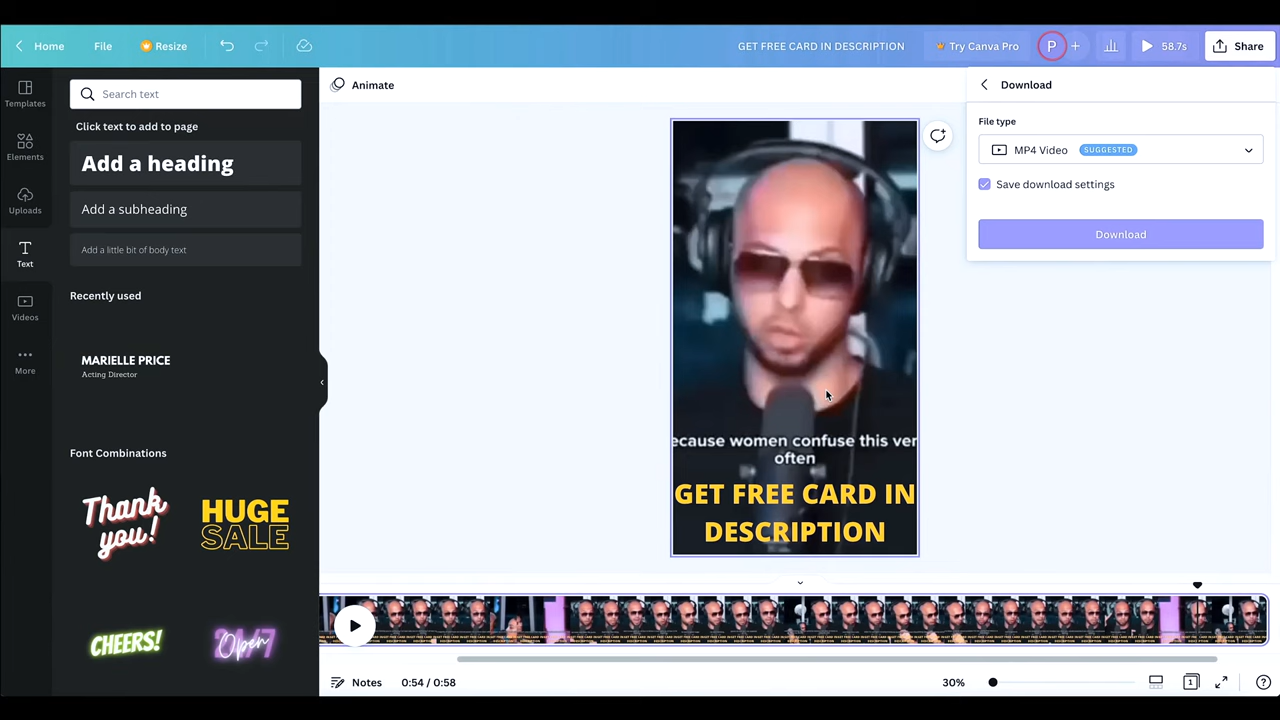 Home
File
Resize
GET FREE CARD IN DESCRIPTION
Try Canva Pro
P
58.7s
Share
Templates
Elements
Uploads
Text
Videos
More
Search text
Click text to add to page
Add a heading
Add a subheading
Add a little bit of body text
Recently used
MARIELLE PRICE
Acting Director
Font Combinations
Thank
you!
HUGE
SALE
CHEERS!
Open
Animate
ecause women confuse this ver
often
GET FREE CARD IN
DESCRIPTION
Download
File type
MP4 Video
SUGGESTED
Save download settings
Download
Notes
0:54 / 0:58
30%
1